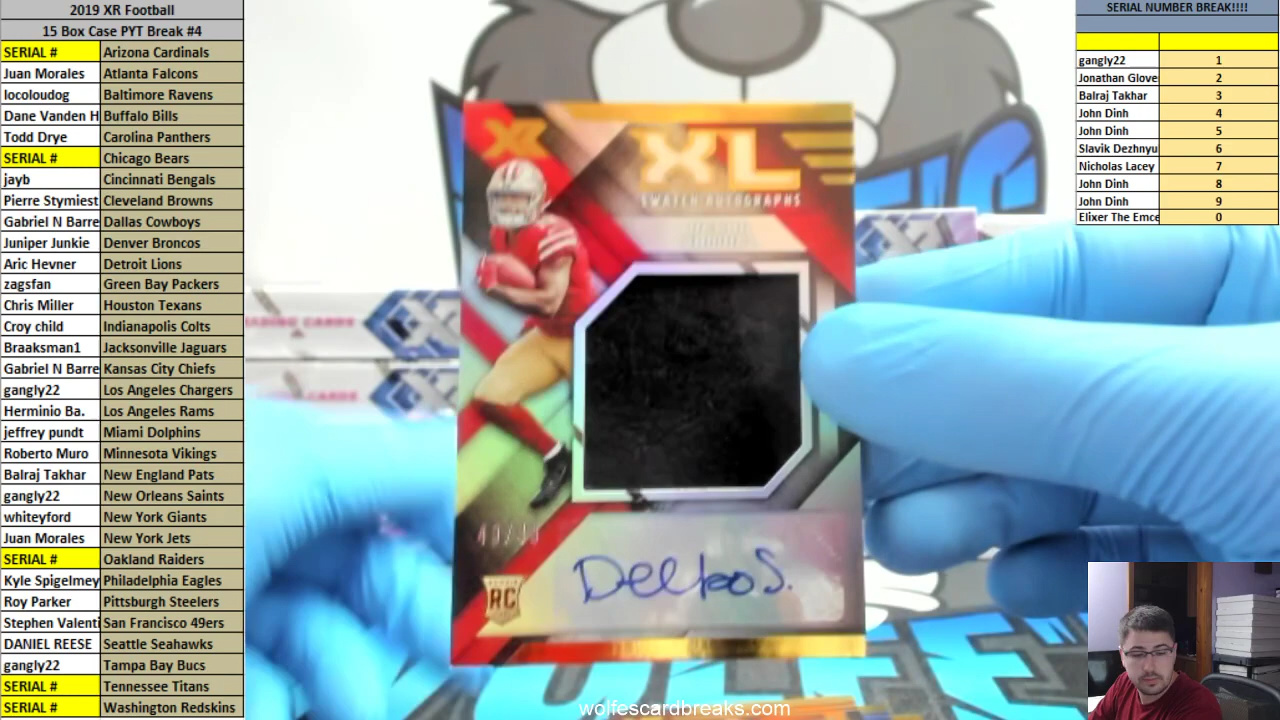 2019 XR Football
15 Box Case PYT Break #4
SERIAL # Arizona Cardinals
Juan Morales Atlanta Falcons
locoloudog Baltimore Ravens
Dane Vanden H Buffalo Bills
Todd Drye Carolina Panthers
SERIAL # Chicago Bears
jayb Cincinnati Bengals
Pierre Stymiest Cleveland Browns
Gabriel N Barre Dallas Cowboys
Juniper Junkie Denver Broncos
Aric Hevner Detroit Lions
zagsfan Green Bay Packers
Chris Miller Houston Texans
Croy child Indianapolis Colts
Braaksman1 Jacksonville Jaguars
Gabriel N Barre Kansas City Chiefs
gangly22 Los Angeles Chargers
Herminio Ba. Los Angeles Rams
jeffrey pundt Miami Dolphins
Roberto Muro Minnesota Vikings
Balraj Takhar New England Pats
gangly22 New Orleans Saints
whiteyford New York Giants
Juan Morales New York Jets
SERIAL # Oakland Raiders
Kyle Spigelmey Philadelphia Eagles
Roy Parker Pittsburgh Steelers
Stephen Valenti San Francisco 49ers
DANIEL REESE Seattle Seahawks
gangly22 Tampa Bay Bucs
SERIAL # Tennessee Titans
SERIAL # Washington Redskins
XR
XL
SWATCH AUTOGRAPHS
RC
Deebo S.
wolfescardbreaks.com
SERIAL NUMBER BREAK!!!!
gangly22 1
Jonathan Glove 2
Balraj Takhar 3
John Dinh 4
John Dinh 5
Slavik Dezhnyu 6
Nicholas Lacey 7
John Dinh 8
John Dinh 9
Elixer The Emce 0